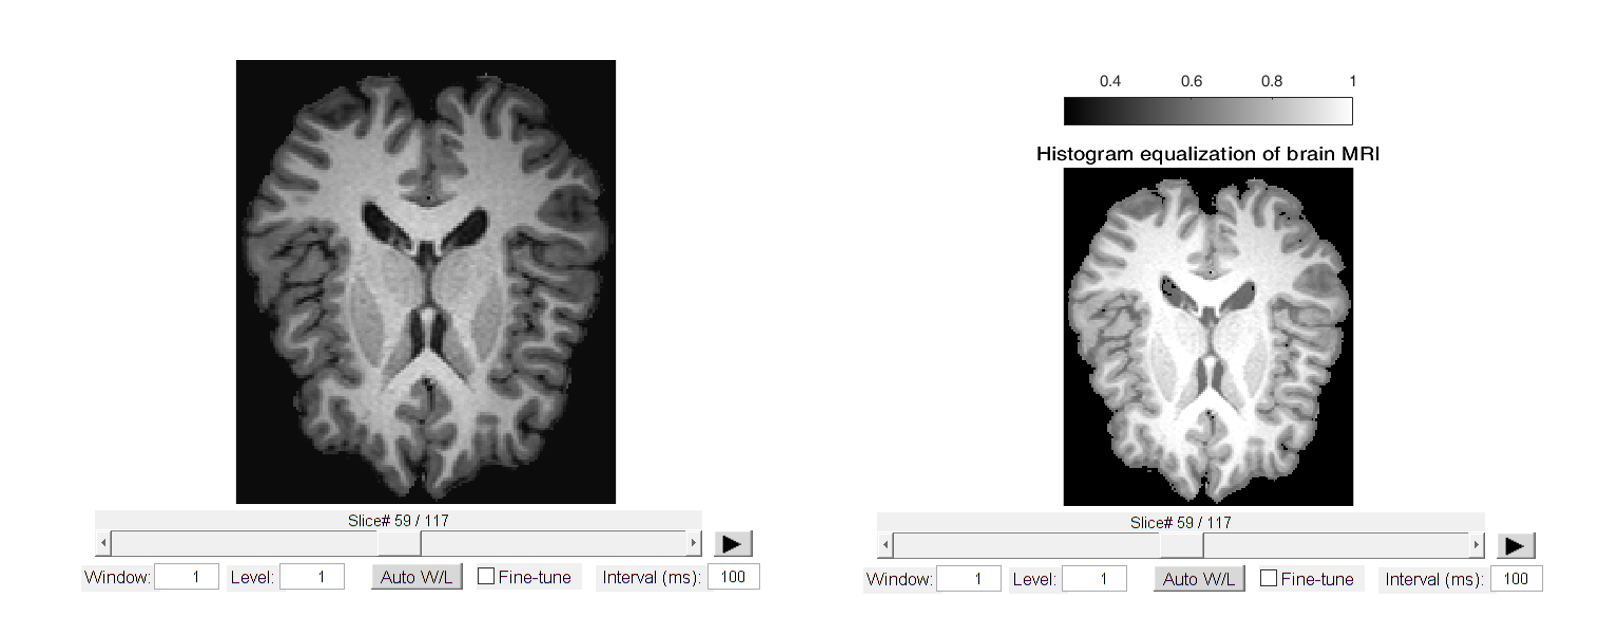 0.4 0.6 0.8 1
Histogram equalization of brain MRI
Slice# 59 / 117
Window: 1 Level: 1 Auto W/L Fine-tune Interval (ms): 100
Slice# 59 / 117
Window: 1 Level: 1 Auto W/L Fine-tune Interval (ms): 100